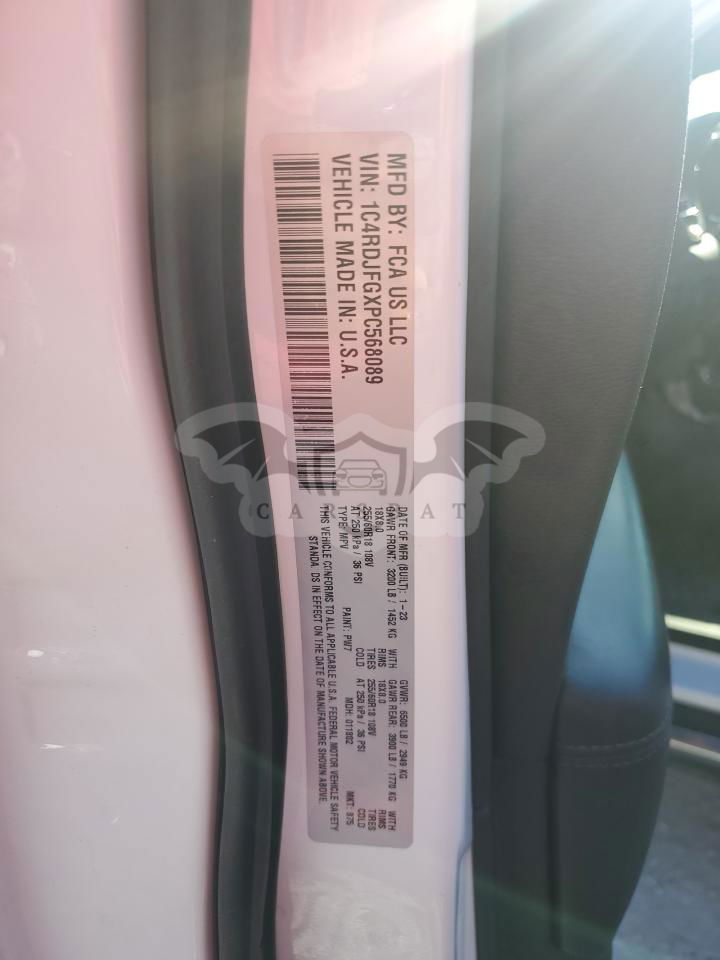 MFD BY: FCA US LLC
VIN: 1C4RDJFGXPC568089
VEHICLE MADE IN: U.S.A.
DATE OF MFR (BUILT): 1-23 GVWR: 6500 LB / 2949 KG
GAWR FRONT: 3200 LB / 1452 KG WITH GAWR REAR: 3900 LB / 1770 KG WITH
18X8.0 RIMS 18X8.0 RIMS
255/60R18 108V TIRES 255/60R18 108V TIRES
AT 250 kPa / 36 PSI COLD AT 250 kPa / 36 PSI COLD
TYPE: MPV PAINT: PW7 MDH: 011802 MKT: 875
THIS VEHICLE CONFORMS TO ALL APPLICABLE U.S.A. FEDERAL MOTOR VEHICLE SAFETY
STANDA DS IN EFFECT ON THE DATE OF MANUFACTURE SHOWN ABOVE.